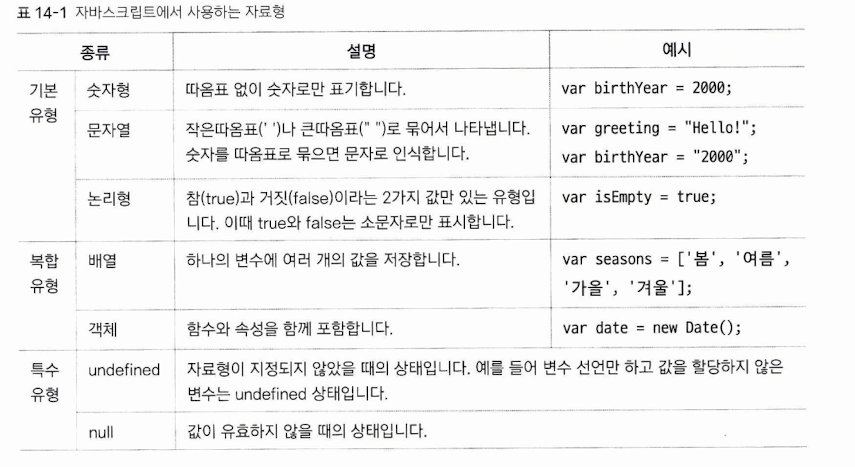 표 14-1 자바스크립트에서 사용하는 자료형
종류 설명 예시
기본 유형 숫자형 따옴표 없이 숫자로만 표기합니다. var birthYear = 2000;
문자열 작은따옴표(' ')나 큰따옴표(" ")로 묶어서 나타냅니다. var greeting = "Hello!";
숫자를 따옴표로 묶으면 문자로 인식합니다. var birthYear = "2000";
논리형 참(true)과 거짓(false)이라는 2가지 값만 있는 유형입 var isEmpty = true;
니다. 이때 true와 false는 소문자로만 표시합니다.
복합 유형 배열 하나의 변수에 여러 개의 값을 저장합니다. var seasons = ['봄', '여름',
'가을', '겨울'];
객체 함수와 속성을 함께 포함합니다. var date = new Date();
특수 유형 undefined 자료형이 지정되지 않았을 때의 상태입니다. 예를 들어 변수 선언만 하고 값을 할당하지 않은
변수는 undefined 상태입니다.
null 값이 유효하지 않을 때의 상태입니다.